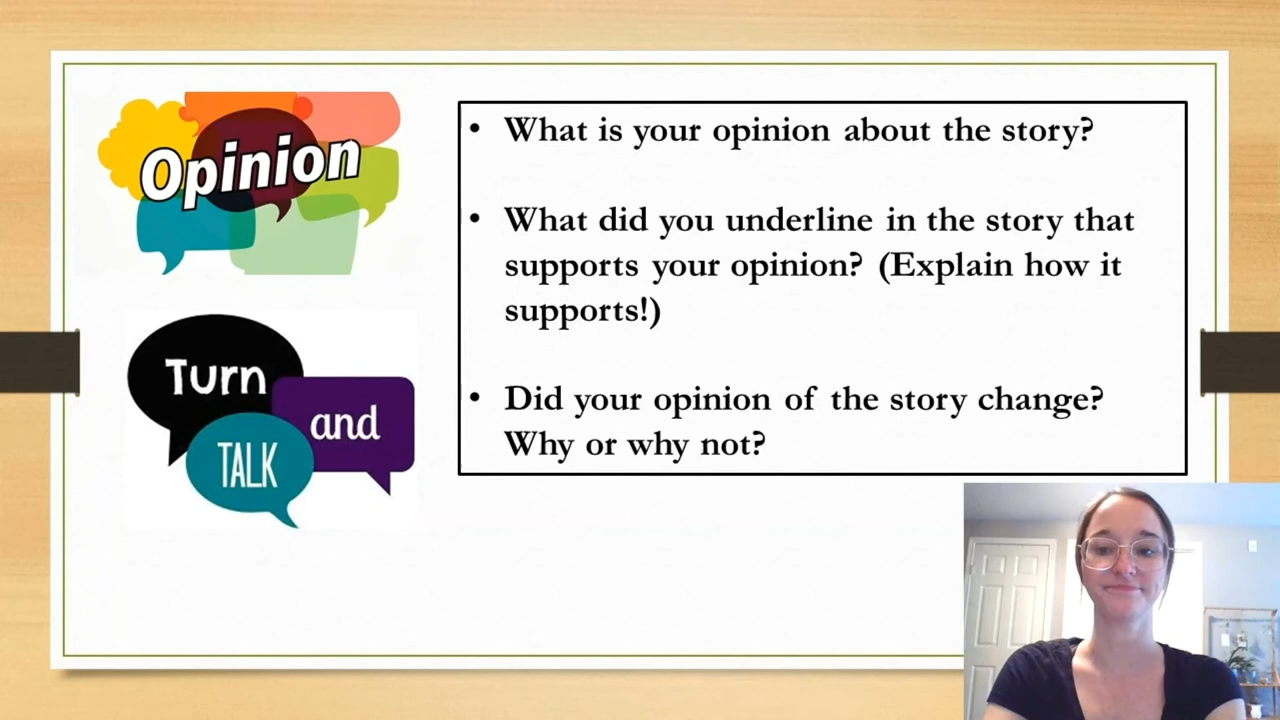 Opinion
Turn
and
TALK
• What is your opinion about the story?
• What did you underline in the story that
supports your opinion? (Explain how it
supports!)
• Did your opinion of the story change?
Why or why not?